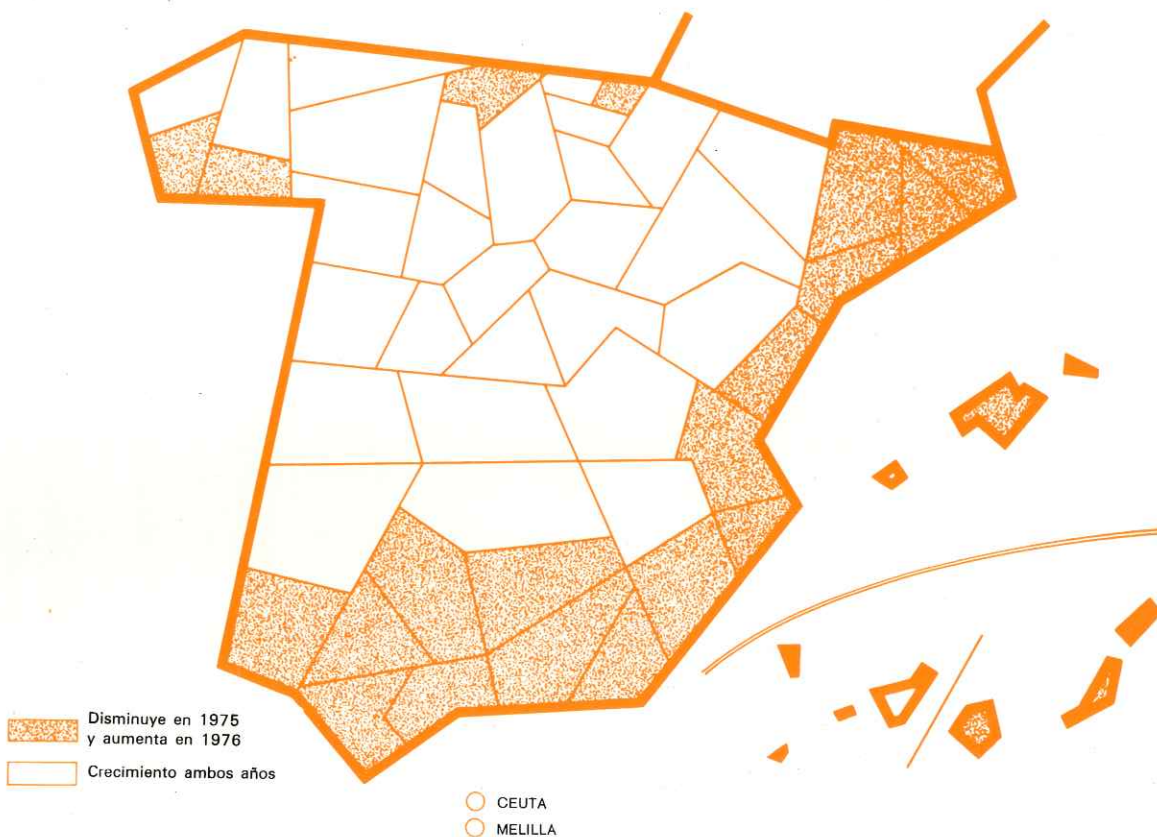 Disminuye en 1975
y aumenta en 1976
Crecimiento ambos años
CEUTA
MELILLA